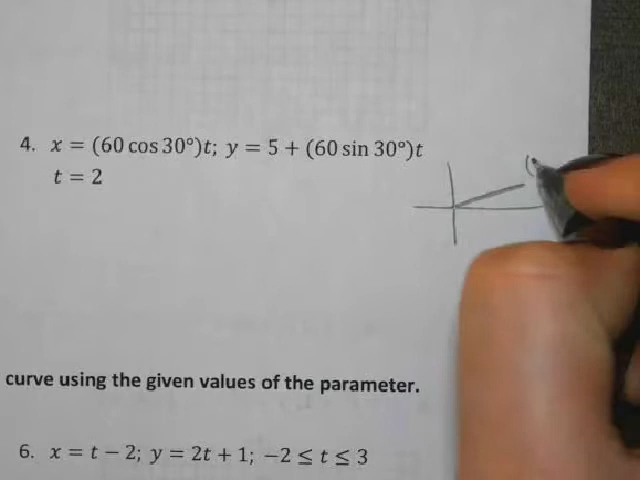 4. x = (60 cos 30°)t; y = 5 + (60 sin 30°)t
t = 2
curve using the given values of the parameter.
6. x = t − 2; y = 2t + 1; −2 ≤ t ≤ 3